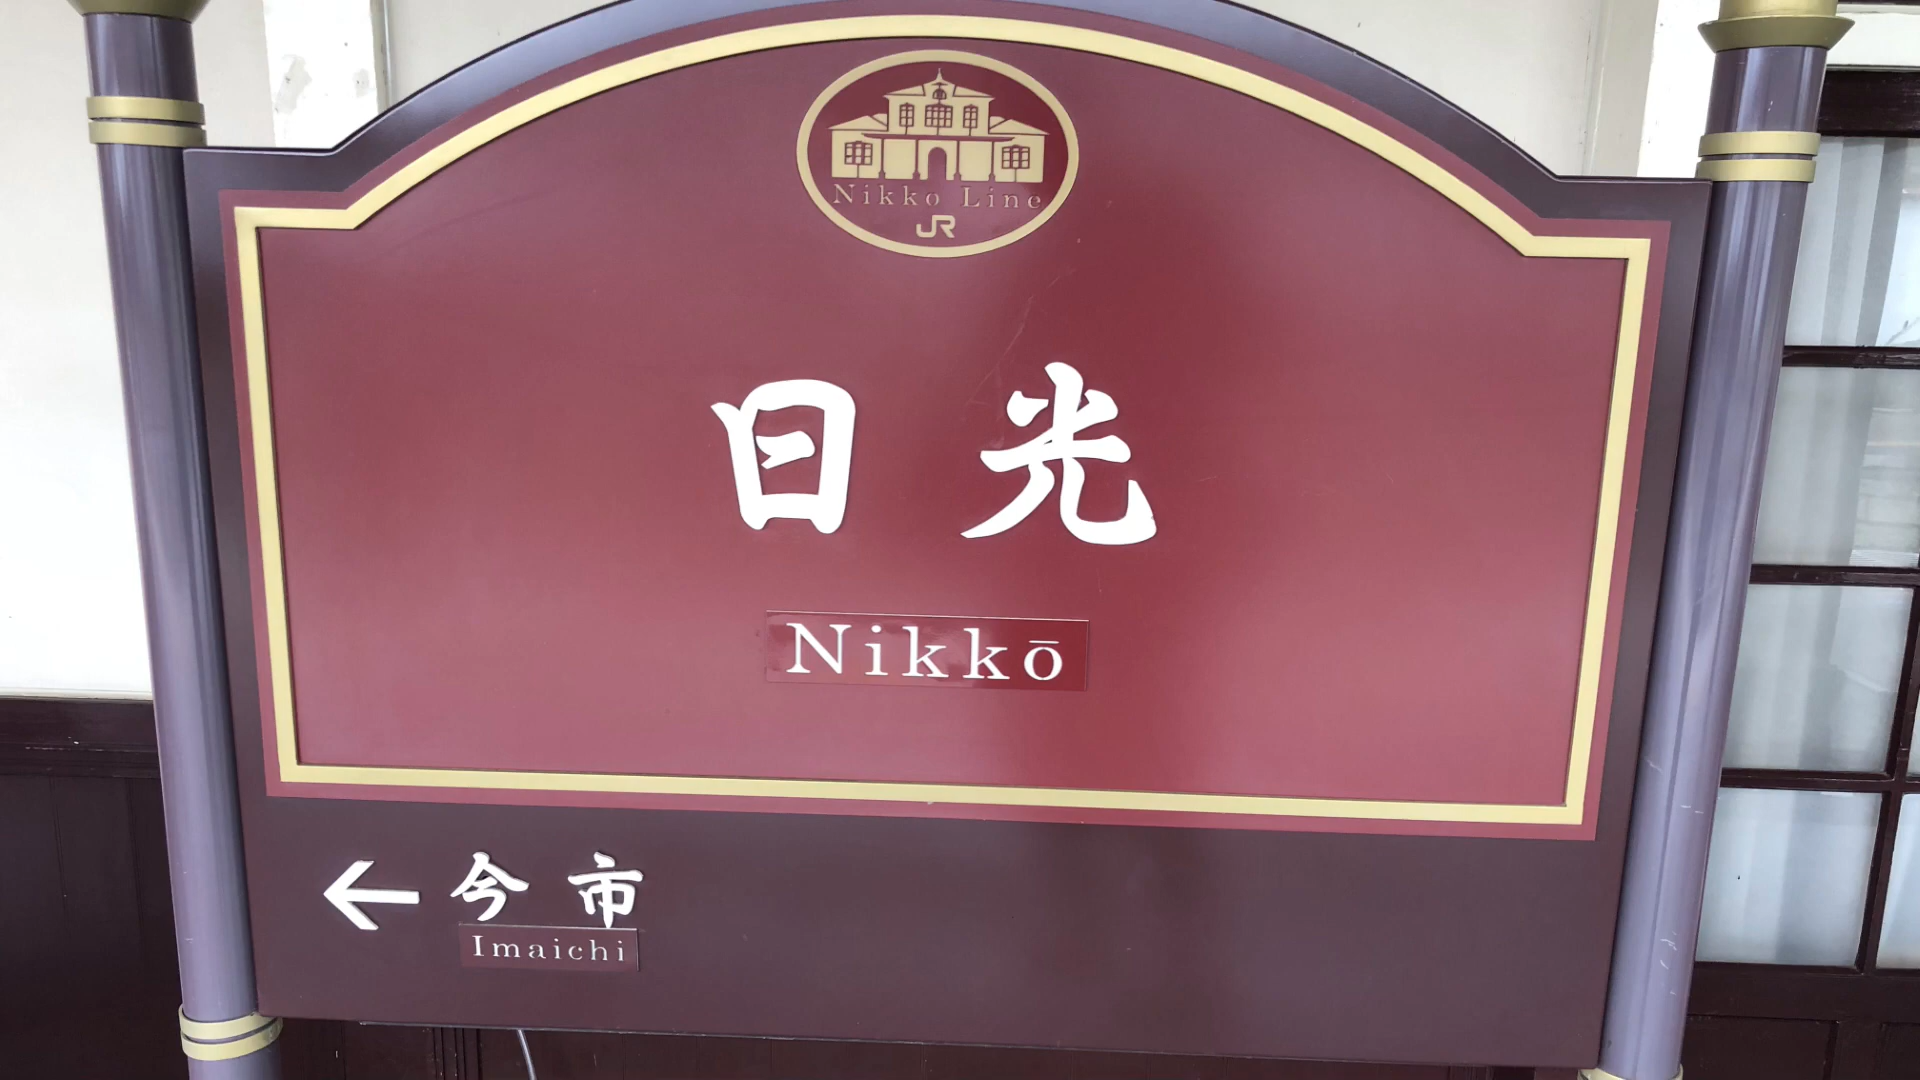 Nikko Line
JR
日光
Nikkō
← 今市
Imaichi